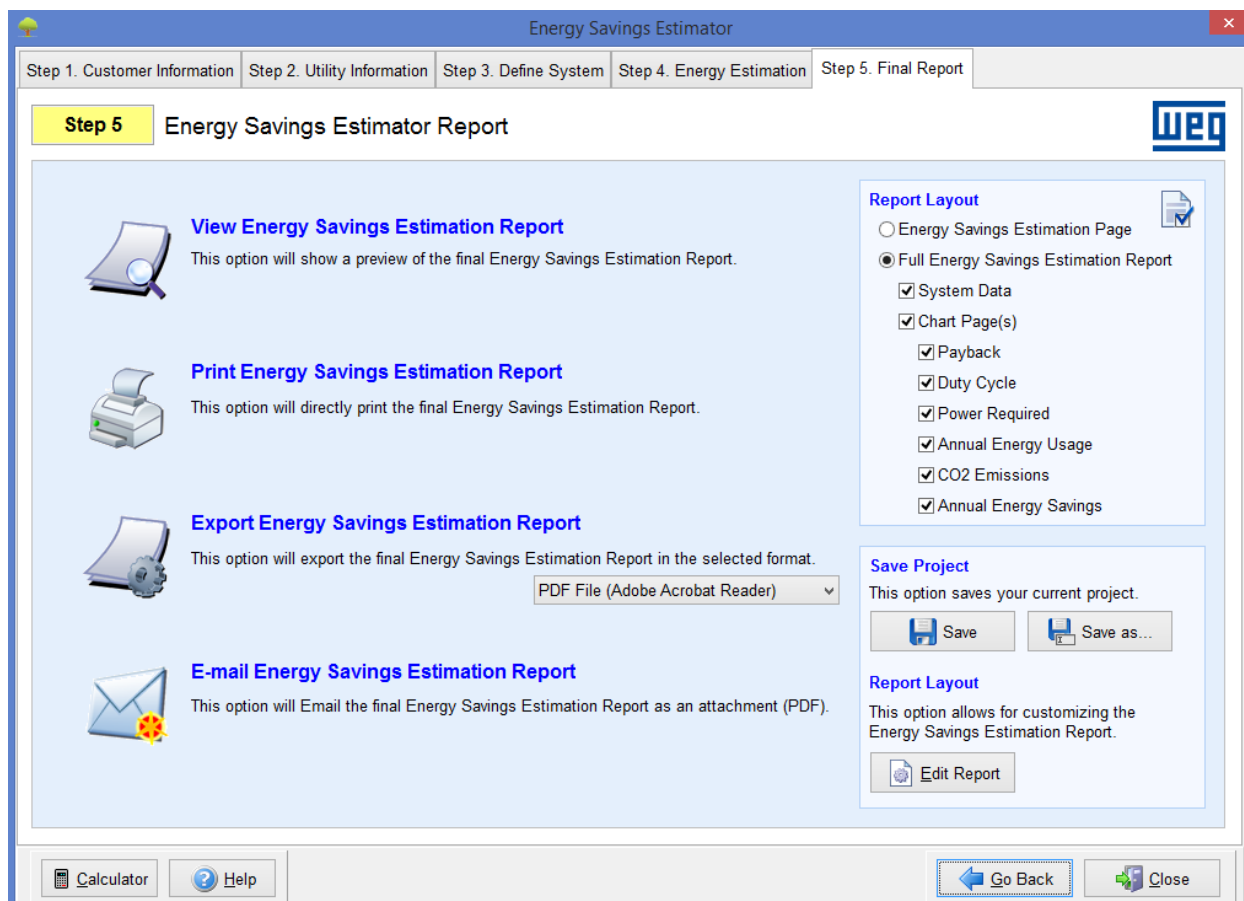 Energy Savings Estimator
Step 1. Customer Information
Step 2. Utility Information
Step 3. Define System
Step 4. Energy Estimation
Step 5. Final Report
Step 5
Energy Savings Estimator Report
weg
View Energy Savings Estimation Report
This option will show a preview of the final Energy Savings Estimation Report.
Print Energy Savings Estimation Report
This option will directly print the final Energy Savings Estimation Report.
Export Energy Savings Estimation Report
This option will export the final Energy Savings Estimation Report in the selected format.
PDF File (Adobe Acrobat Reader)
E-mail Energy Savings Estimation Report
This option will Email the final Energy Savings Estimation Report as an attachment (PDF).
Report Layout
Energy Savings Estimation Page
Full Energy Savings Estimation Report
System Data
Chart Page(s)
Payback
Duty Cycle
Power Required
Annual Energy Usage
CO2 Emissions
Annual Energy Savings
Save Project
This option saves your current project.
Save
Save as...
Report Layout
This option allows for customizing the
Energy Savings Estimation Report.
Edit Report
Calculator
Help
Go Back
Close